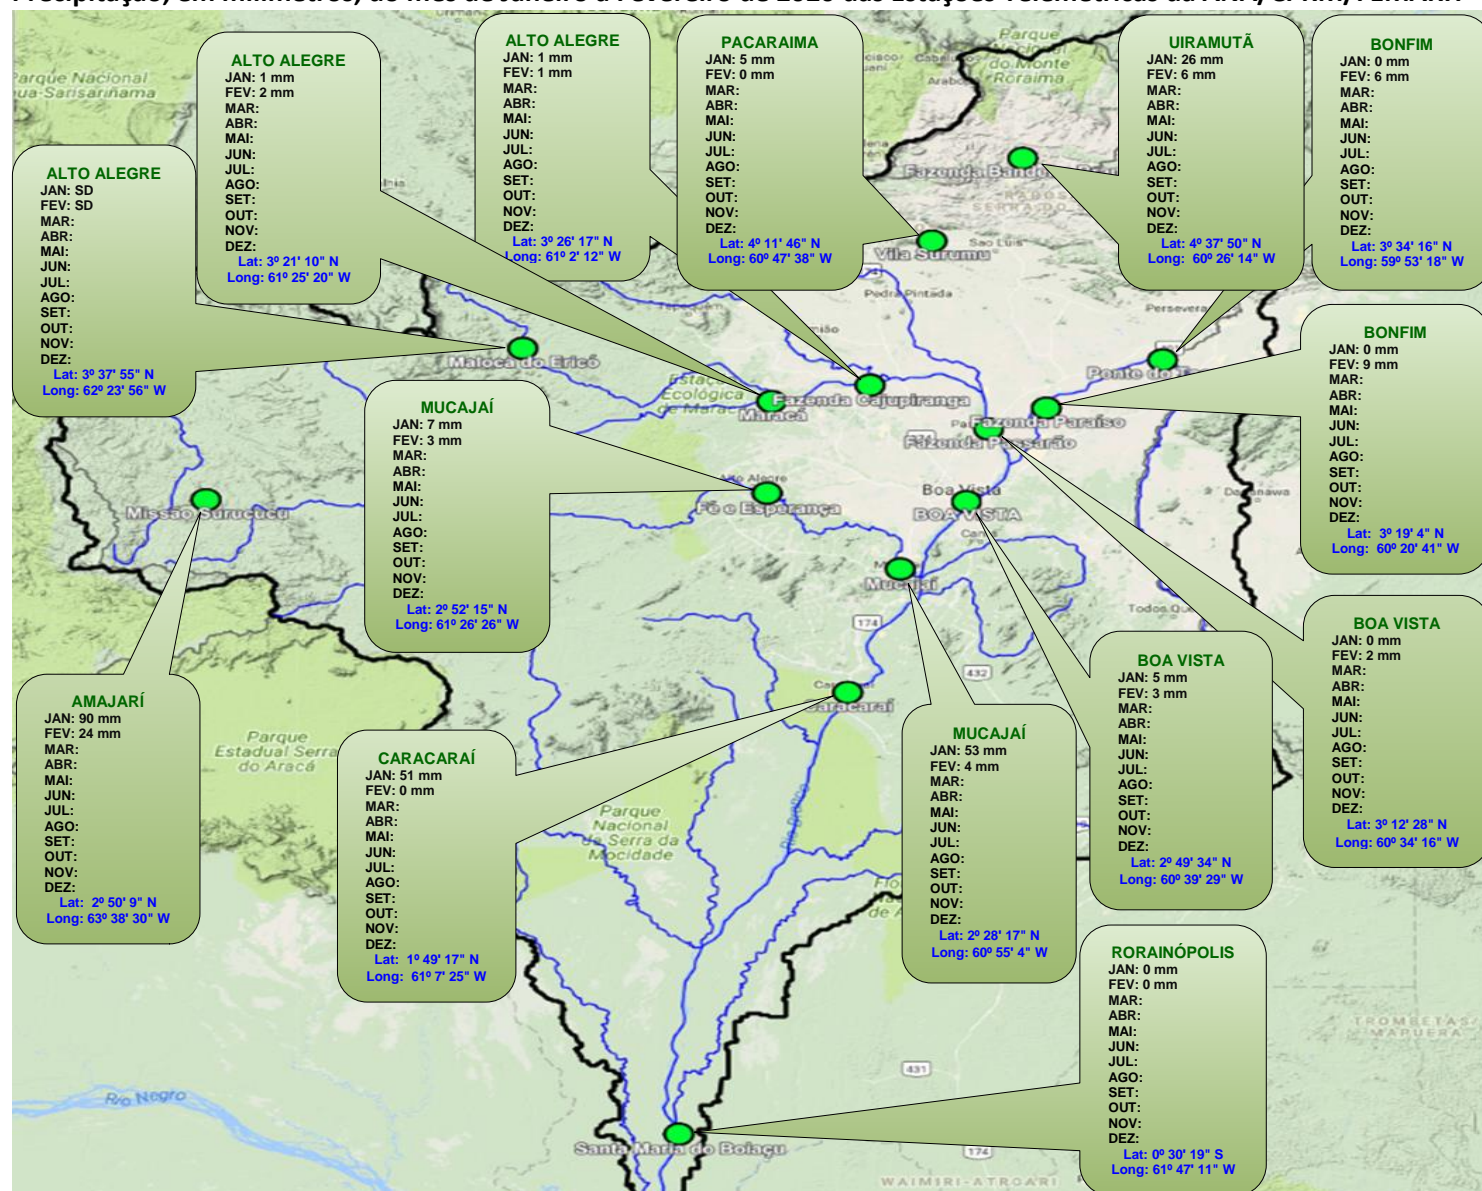 ALTO ALEGRE
JAN: SD
FEV: SD
MAR:
ABR:
MAI:
JUN:
JUL:
AGO:
SET:
OUT:
NOV:
DEZ:
Lat: 3º 37' 55" N
Long: 62º 23' 56" W
ALTO ALEGRE
JAN: 1 mm
FEV: 2 mm
MAR:
ABR:
MAI:
JUN:
JUL:
AGO:
SET:
OUT:
NOV:
DEZ:
Lat: 3º 21' 10" N
Long: 61º 25' 20" W
ALTO ALEGRE
JAN: 1 mm
FEV: 1 mm
MAR:
ABR:
MAI:
JUN:
JUL:
AGO:
SET:
OUT:
NOV:
DEZ:
Lat: 3º 26' 17" N
Long: 61º 2' 12" W
PACARAIMA
JAN: 5 mm
FEV: 0 mm
MAR:
ABR:
MAI:
JUN:
JUL:
AGO:
SET:
OUT:
NOV:
DEZ:
Lat: 4º 11' 46" N
Long: 60º 47' 38" W
UIRAMUTÃ
JAN: 26 mm
FEV: 6 mm
MAR:
ABR:
MAI:
JUN:
JUL:
AGO:
SET:
OUT:
NOV:
DEZ:
Lat: 4º 37' 50" N
Long: 60º 26' 14" W
BONFIM
JAN: 0 mm
FEV: 6 mm
MAR:
ABR:
MAI:
JUN:
JUL:
AGO:
SET:
OUT:
NOV:
DEZ:
Lat: 3º 34' 16" N
Long: 59º 53' 18" W
BONFIM
JAN: 0 mm
FEV: 9 mm
MAR:
ABR:
MAI:
JUN:
JUL:
AGO:
SET:
OUT:
NOV:
DEZ:
Lat: 3º 19' 4" N
Long: 60º 20' 41" W
MUCAJAÍ
JAN: 7 mm
FEV: 3 mm
MAR:
ABR:
MAI:
JUN:
JUL:
AGO:
SET:
OUT:
NOV:
DEZ:
Lat: 2º 52' 15" N
Long: 61º 26' 26" W
AMAJARÍ
JAN: 90 mm
FEV: 24 mm
MAR:
ABR:
MAI:
JUN:
JUL:
AGO:
SET:
OUT:
NOV:
DEZ:
Lat: 2º 50' 9" N
Long: 63º 38' 30" W
CARACARAÍ
JAN: 51 mm
FEV: 0 mm
MAR:
ABR:
MAI:
JUN:
JUL:
AGO:
SET:
OUT:
NOV:
DEZ:
Lat: 1º 49' 17" N
Long: 61º 7' 25" W
MUCAJAÍ
JAN: 53 mm
FEV: 4 mm
MAR:
ABR:
MAI:
JUN:
JUL:
AGO:
SET:
OUT:
NOV:
DEZ:
Lat: 2º 28' 17" N
Long: 60º 55' 4" W
BOA VISTA
JAN: 5 mm
FEV: 3 mm
MAR:
ABR:
MAI:
JUN:
JUL:
AGO:
SET:
OUT:
NOV:
DEZ:
Lat: 2º 49' 34" N
Long: 60º 39' 29" W
BOA VISTA
JAN: 0 mm
FEV: 2 mm
MAR:
ABR:
MAI:
JUN:
JUL:
AGO:
SET:
OUT:
NOV:
DEZ:
Lat: 3º 12' 28" N
Long: 60º 34' 16" W
RORAINÓPOLIS
JAN: 0 mm
FEV: 0 mm
MAR:
ABR:
MAI:
JUN:
JUL:
AGO:
SET:
OUT:
NOV:
DEZ:
Lat: 0º 30' 19" S
Long: 61º 47' 11" W
Parque
do Monte
Roraima
Parque Nacional
Vila Surumu
Sao Luis
Pedra Pintada
Maloca do Ericó
Maracá
Fazenda Cajupiranga
Fazenda Paraíso
Fazenda Passarão
Missão Surucucu
Fé e Esperança
Boa Vista
BOA VISTA
Mucajaí
174
432
Caracaraí
Parque
Estadual Serra
do Aracá
Parque
Nacional
da Serra da
Mocidade
Rio Branco
Rio Negro
431
174
Santa Maria do Boiaçu
TROMBETAS/
MAPUERA
WAIMIRI-ATROARI